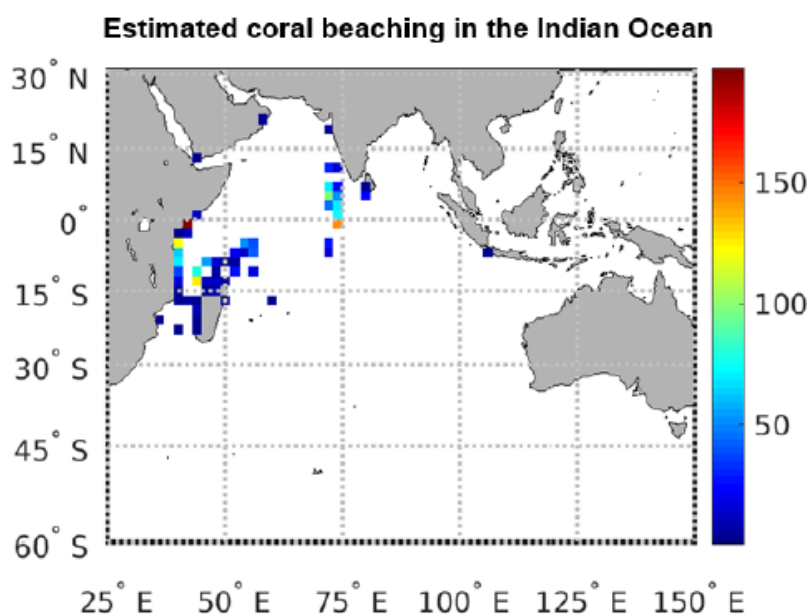 Estimated coral beaching in the Indian Ocean
30° N
15° N
0°
15° S
30° S
45° S
60° S
25° E 50° E 75° E 100° E 125° E 150° E
150
100
50